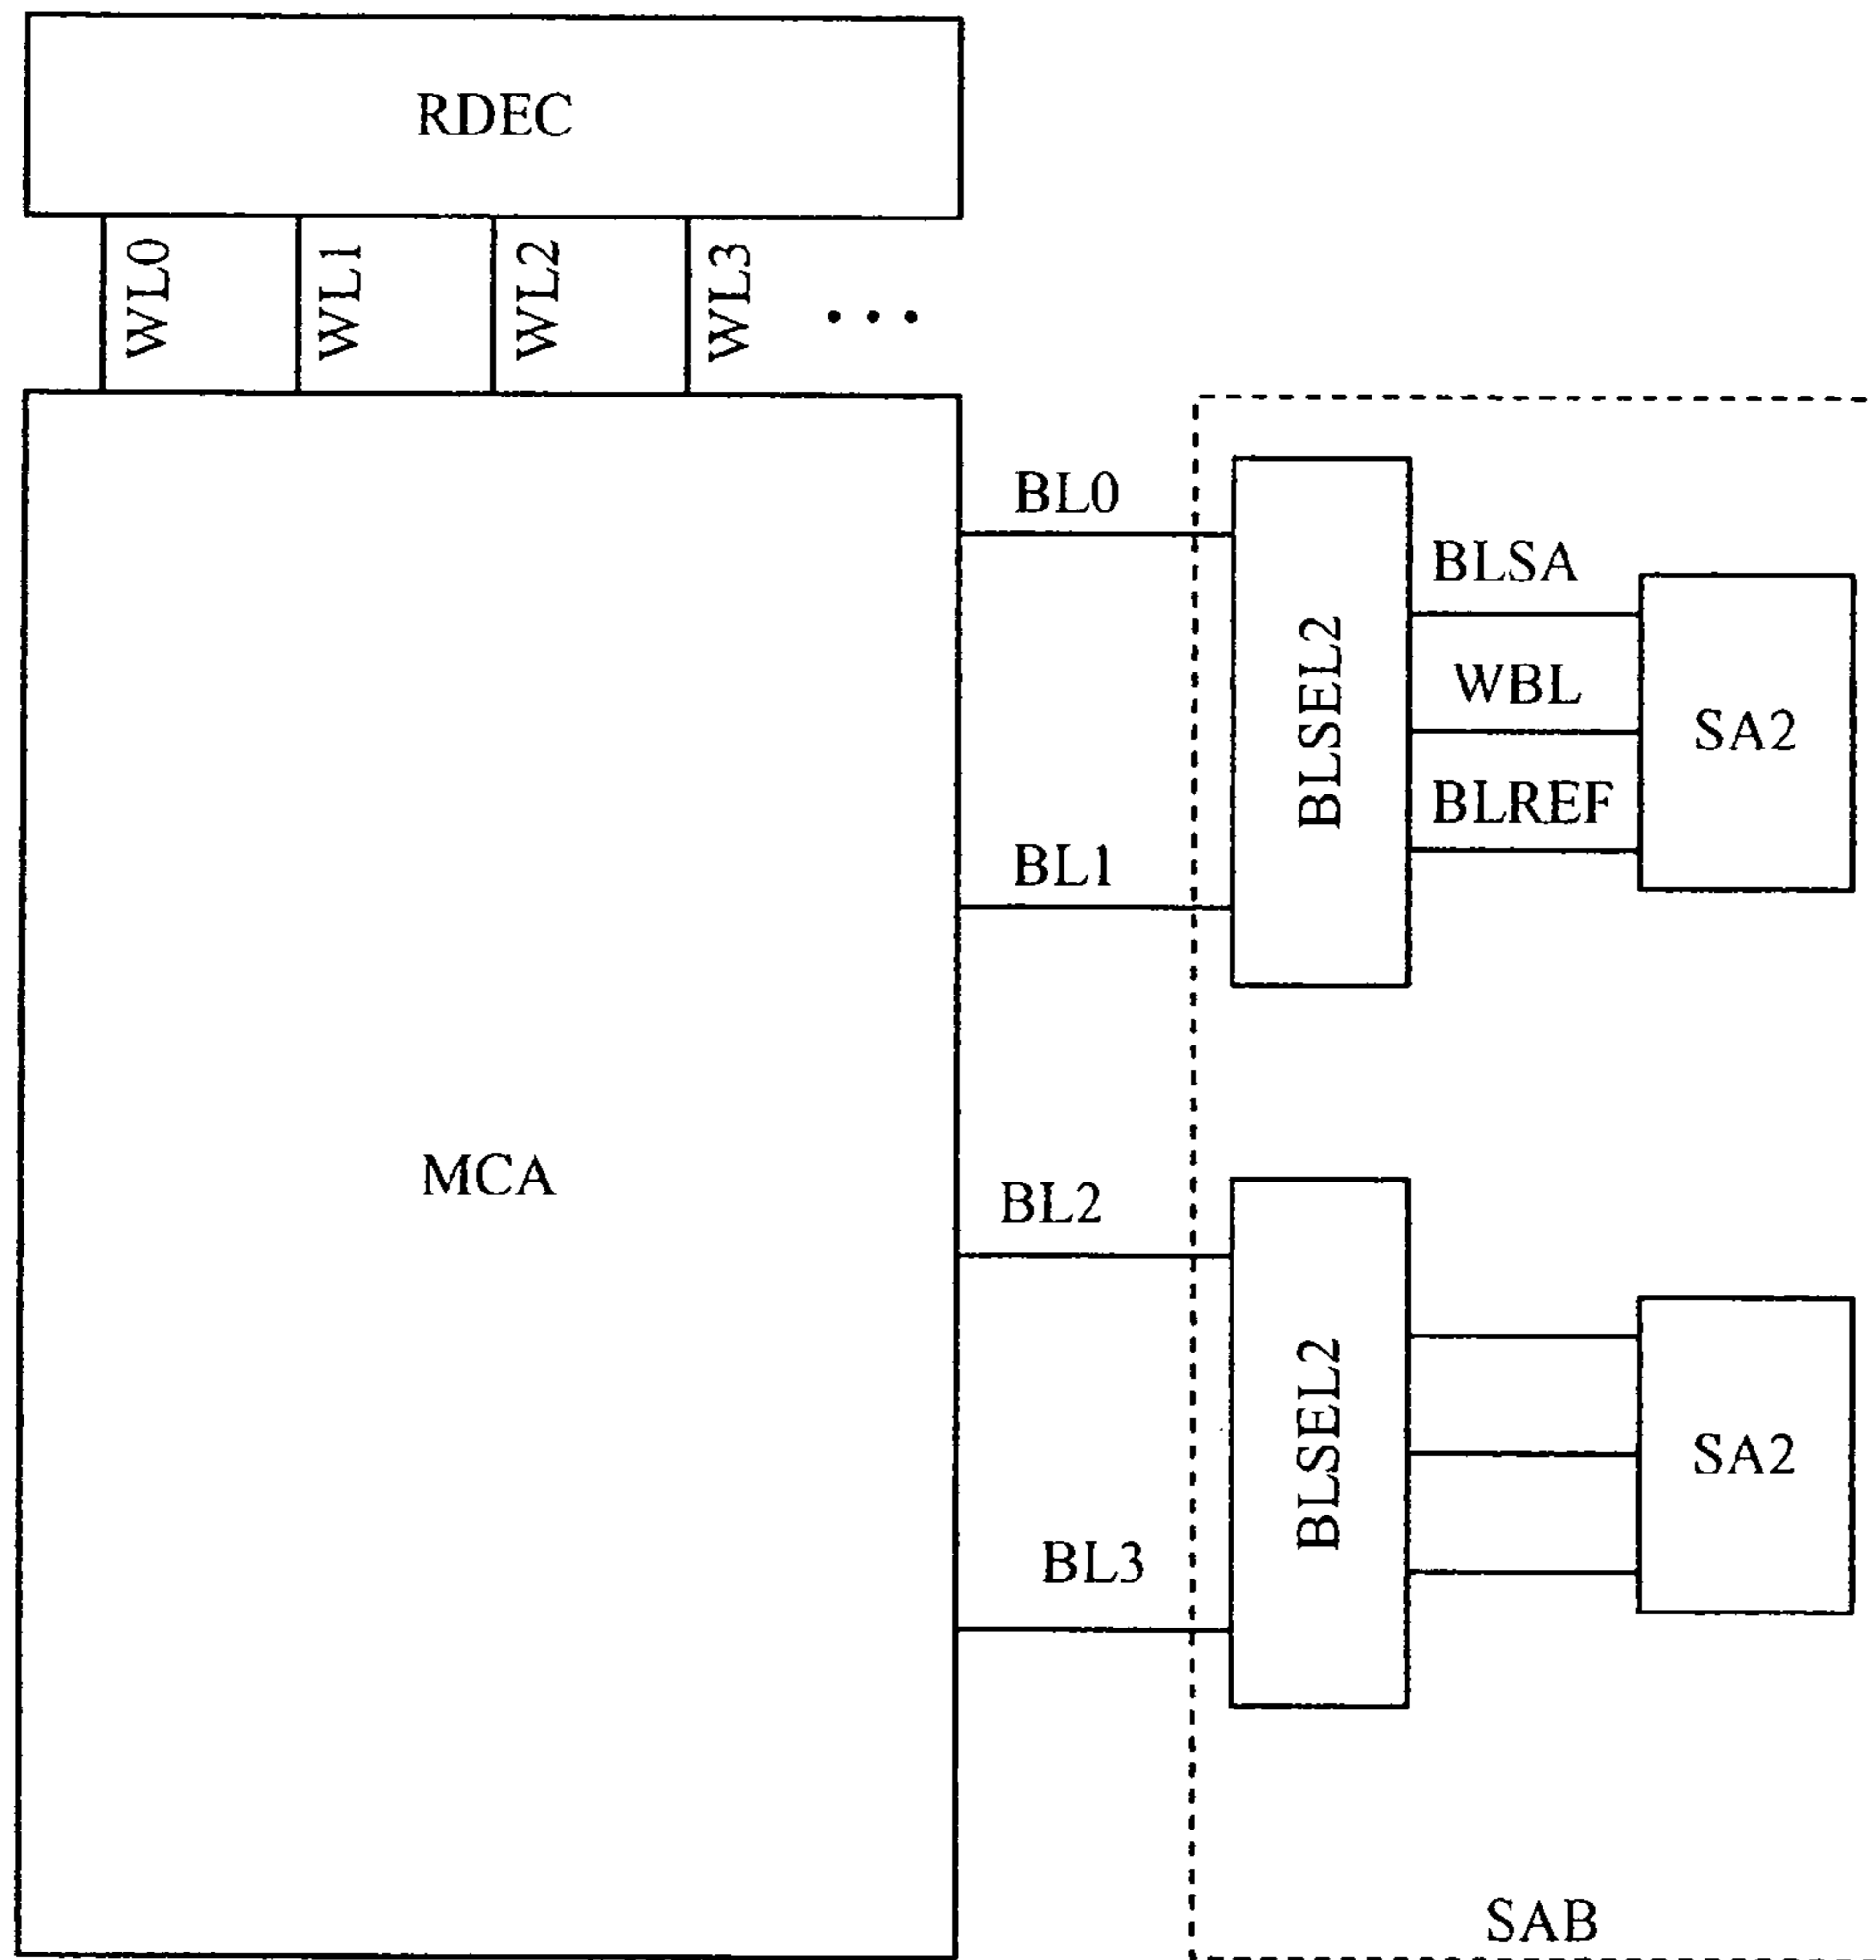 RDEC
WL0
WL1
WL2
WL3
...
BL0
BLSA
WBL
BLREF
BLSEL2
SA2
BL1
MCA
BL2
BLSEL2
SA2
BL3
SAB